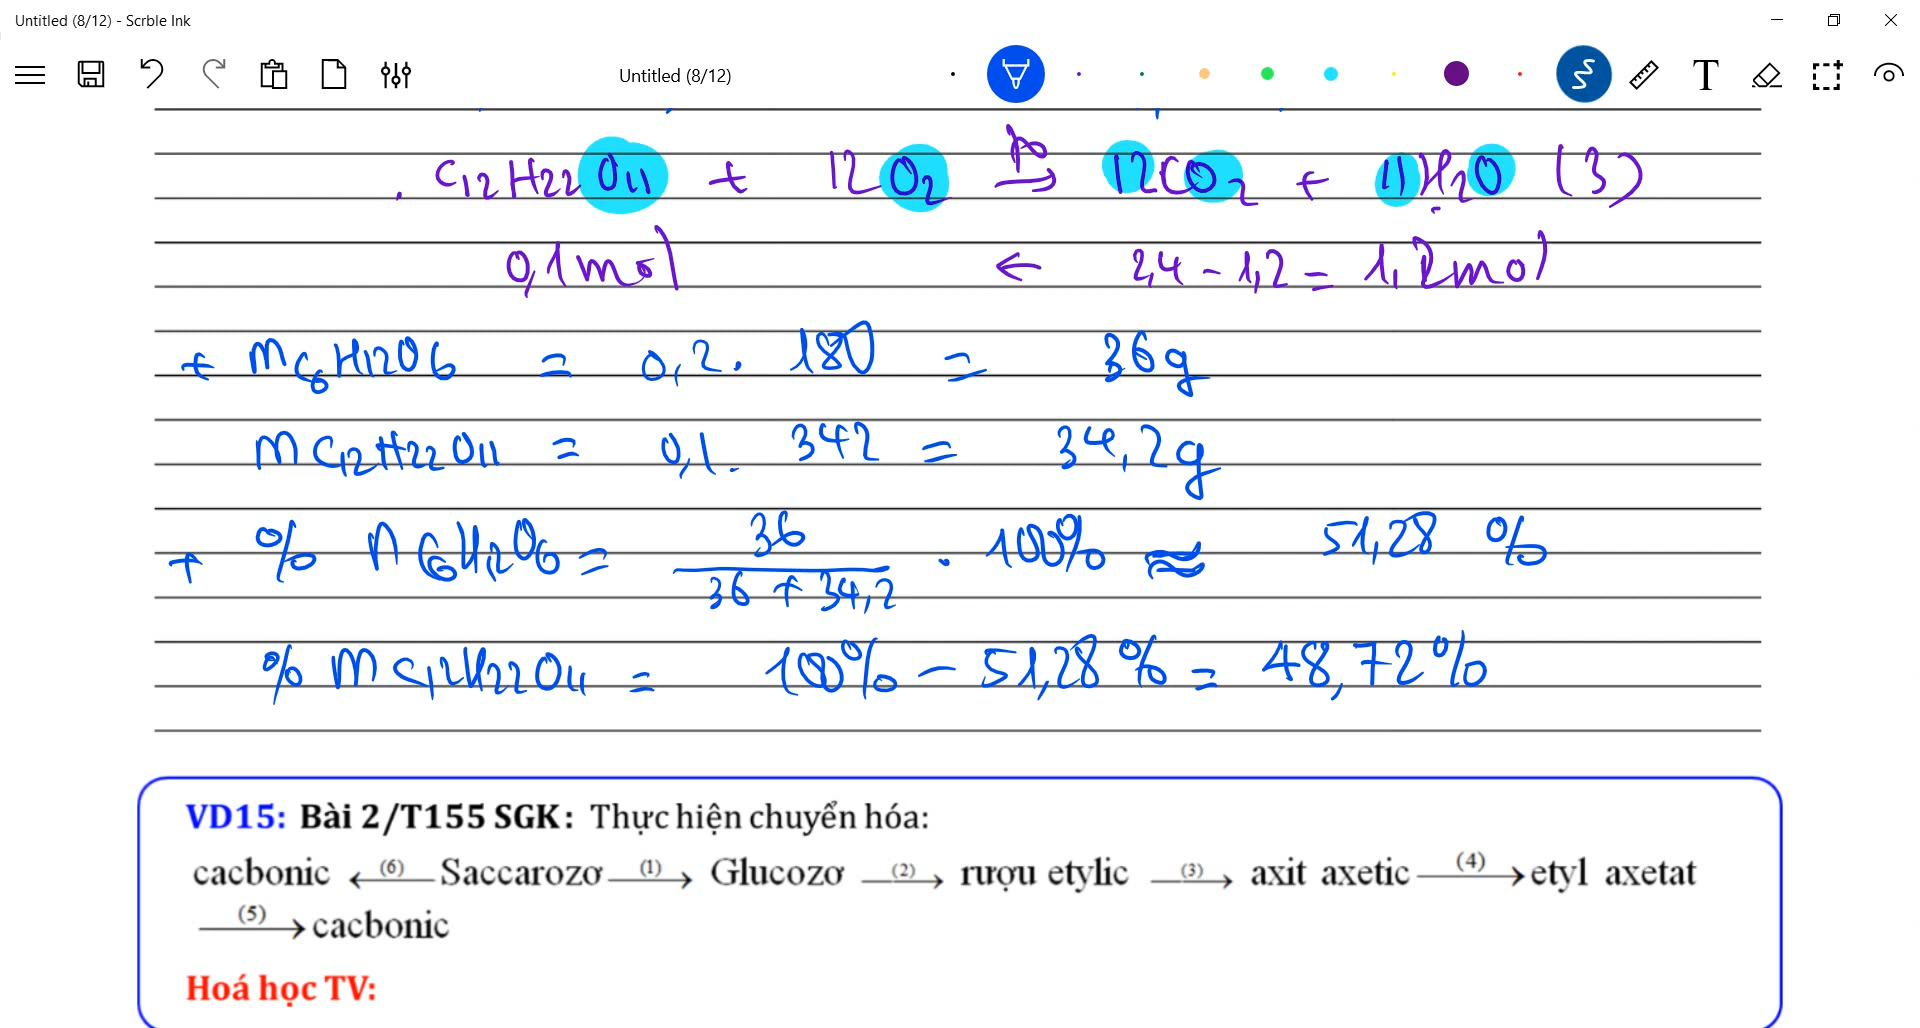 Untitled (8/12) - Scrble Ink
Untitled (8/12)
T
. C12H22O11 + 12O2 →t° 12CO2 + 11H2O (3)
0,1mol ← 2,4 - 1,2 = 1,2mol
+ mC6H12O6 = 0,2. 180 = 36g
mC12H22O11 = 0,1. 342 = 34,2g
+ % mC6H12O6 = 36 / (36 + 34,2) . 100% ≈ 51,28 %
% mC12H22O11 = 100% - 51,28% = 48,72%
VD15: Bài 2/T155 SGK: Thực hiện chuyển hóa:
cacbonic ←(6) Saccarozơ (1)→ Glucozơ (2)→ rượu etylic (3)→ axit axetic (4)→ etyl axetat
(5)→ cacbonic
Hoá học TV: